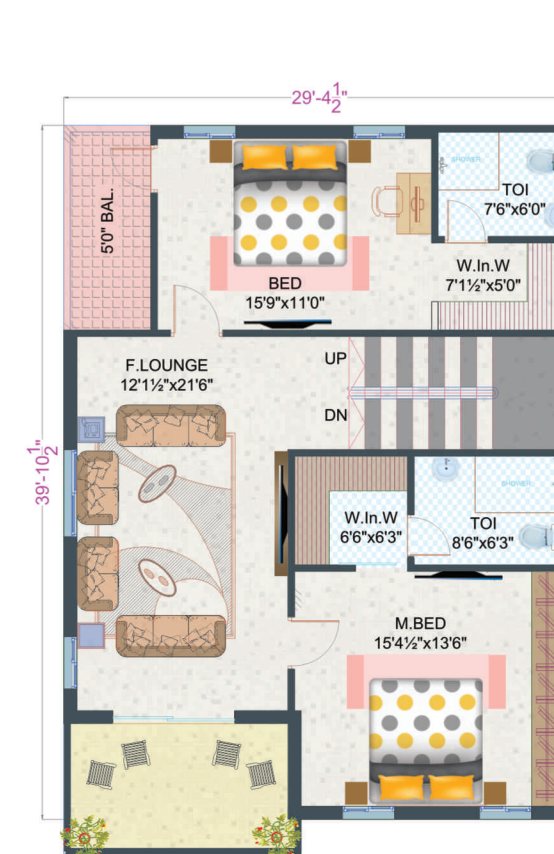 29'-4½"
SHOWER
TOI
7'6"x6'0"
5'0" BAL.
W.In.W
7'1½"x5'0"
BED
15'9"x11'0"
F.LOUNGE
12'1½"x21'6"
UP
DN
39'-10½"
SHOWER
W.In.W
6'6"x6'3"
TOI
8'6"x6'3"
M.BED
15'4½"x13'6"